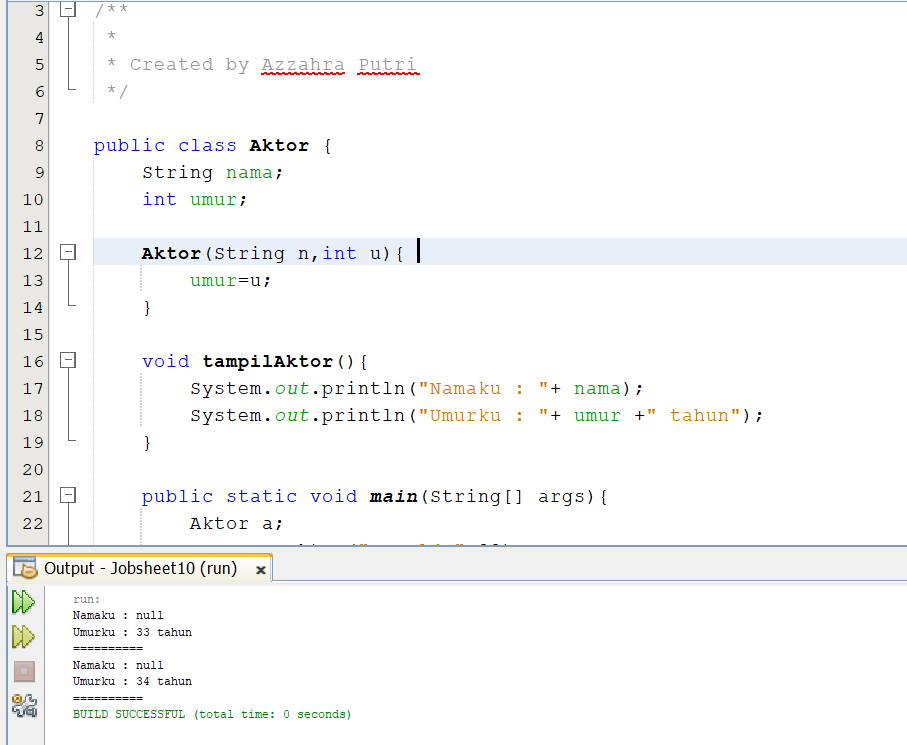 3 /**
4 *
5 * Created by Azzahra Putri
6 */
7
8 public class Aktor {
9 String nama;
10 int umur;
11
12 Aktor(String n,int u){
13 umur=u;
14 }
15
16 void tampilAktor(){
17 System.out.println("Namaku : "+ nama);
18 System.out.println("Umurku : "+ umur +" tahun");
19 }
20
21 public static void main(String[] args){
22 Aktor a;
Output - Jobsheet10 (run) x
run:
Namaku : null
Umurku : 33 tahun
==========
Namaku : null
Umurku : 34 tahun
==========
BUILD SUCCESSFUL (total time: 0 seconds)